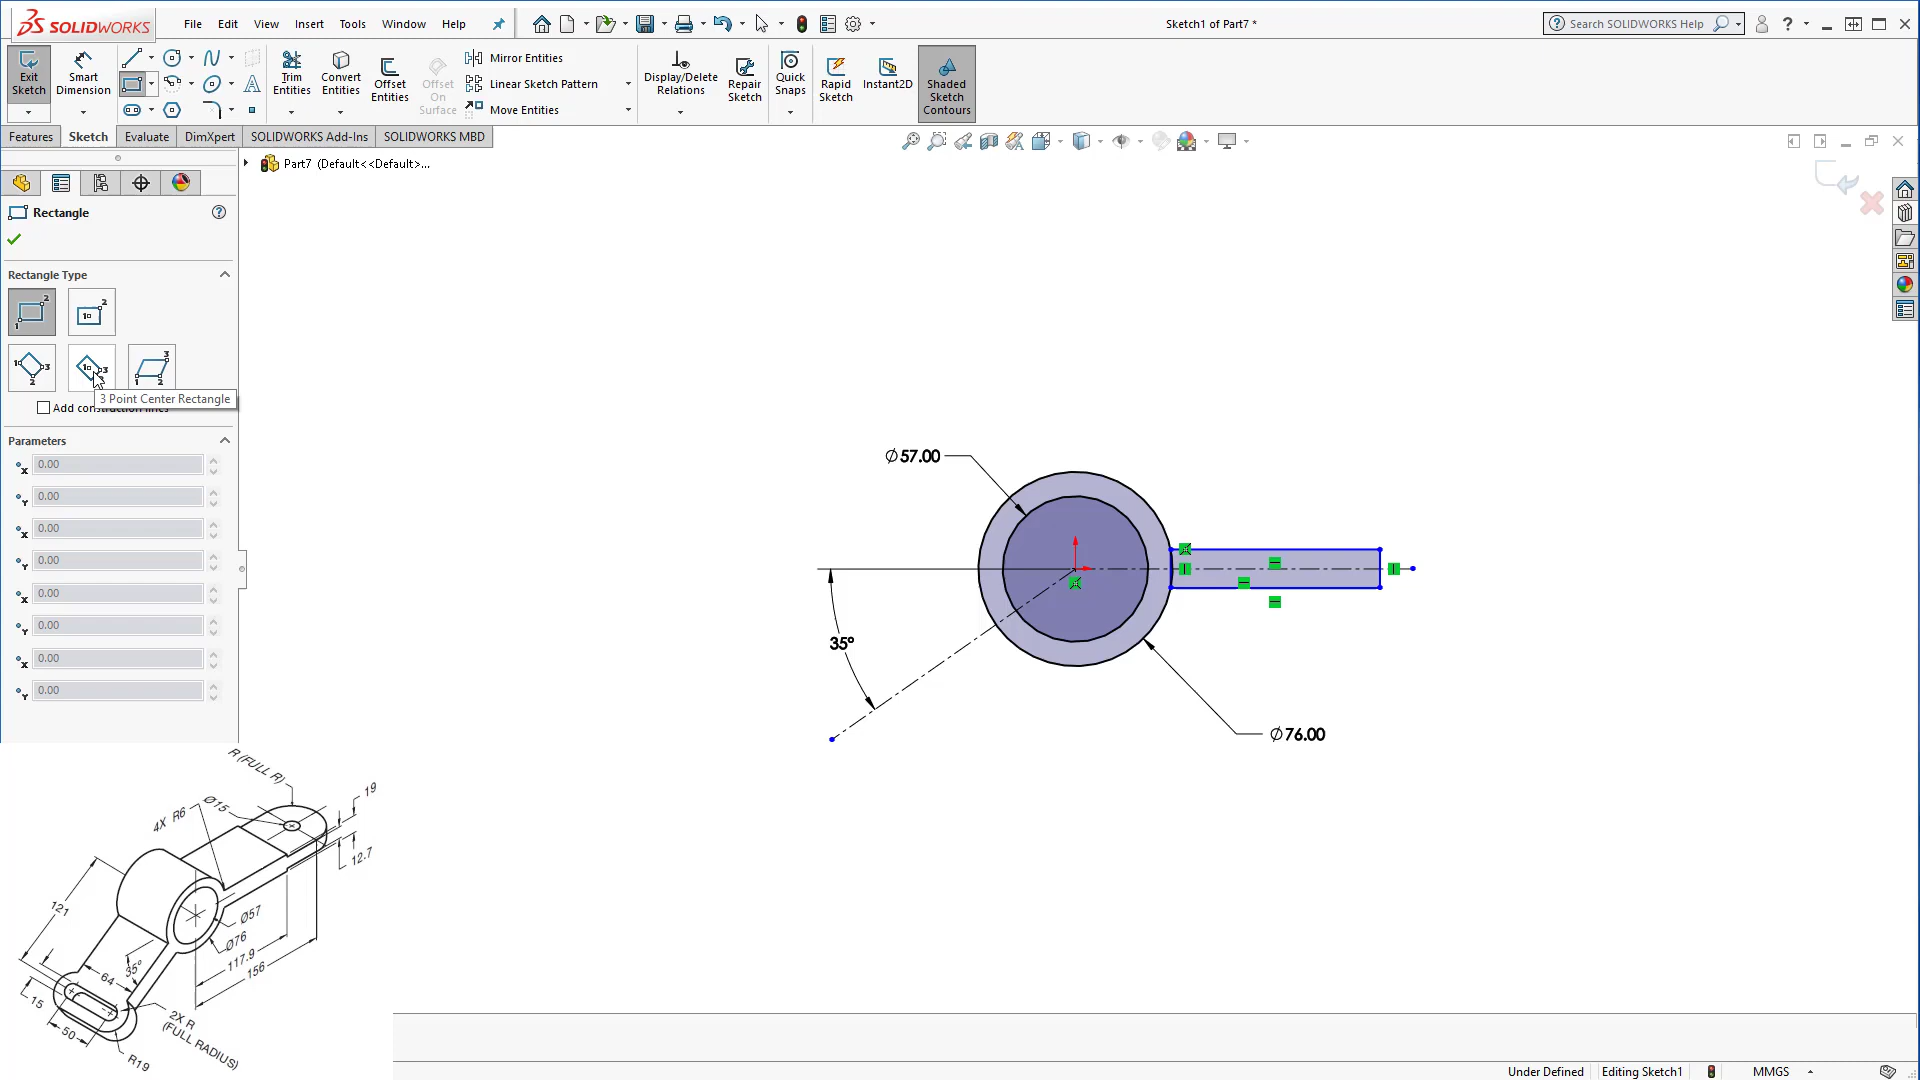 SOLIDWORKS
File Edit View Insert Tools Window Help
Sketch1 of Part7 *
Search SOLIDWORKS Help
Exit Sketch
Smart Dimension
Trim Entities
Convert Entities
Offset Entities
Offset On Surface
Mirror Entities
Linear Sketch Pattern
Move Entities
Display/Delete Relations
Repair Sketch
Quick Snaps
Rapid Sketch
Instant2D
Shaded Sketch Contours
Features Sketch Evaluate DimXpert SOLIDWORKS Add-Ins SOLIDWORKS MBD
Part7 (Default<<Default>...
Rectangle
Rectangle Type
3 Point Center Rectangle
Parameters
0.00
0.00
0.00
0.00
0.00
0.00
0.00
0.00
Ø57.00
35°
Ø76.00
R (FULL R)
19
Ø15
4X R6
12.7
121
Ø57
Ø76
117.9
156
35°
64
15
50
2X R
(FULL RADIUS)
R19
Under Defined Editing Sketch1 MMGS